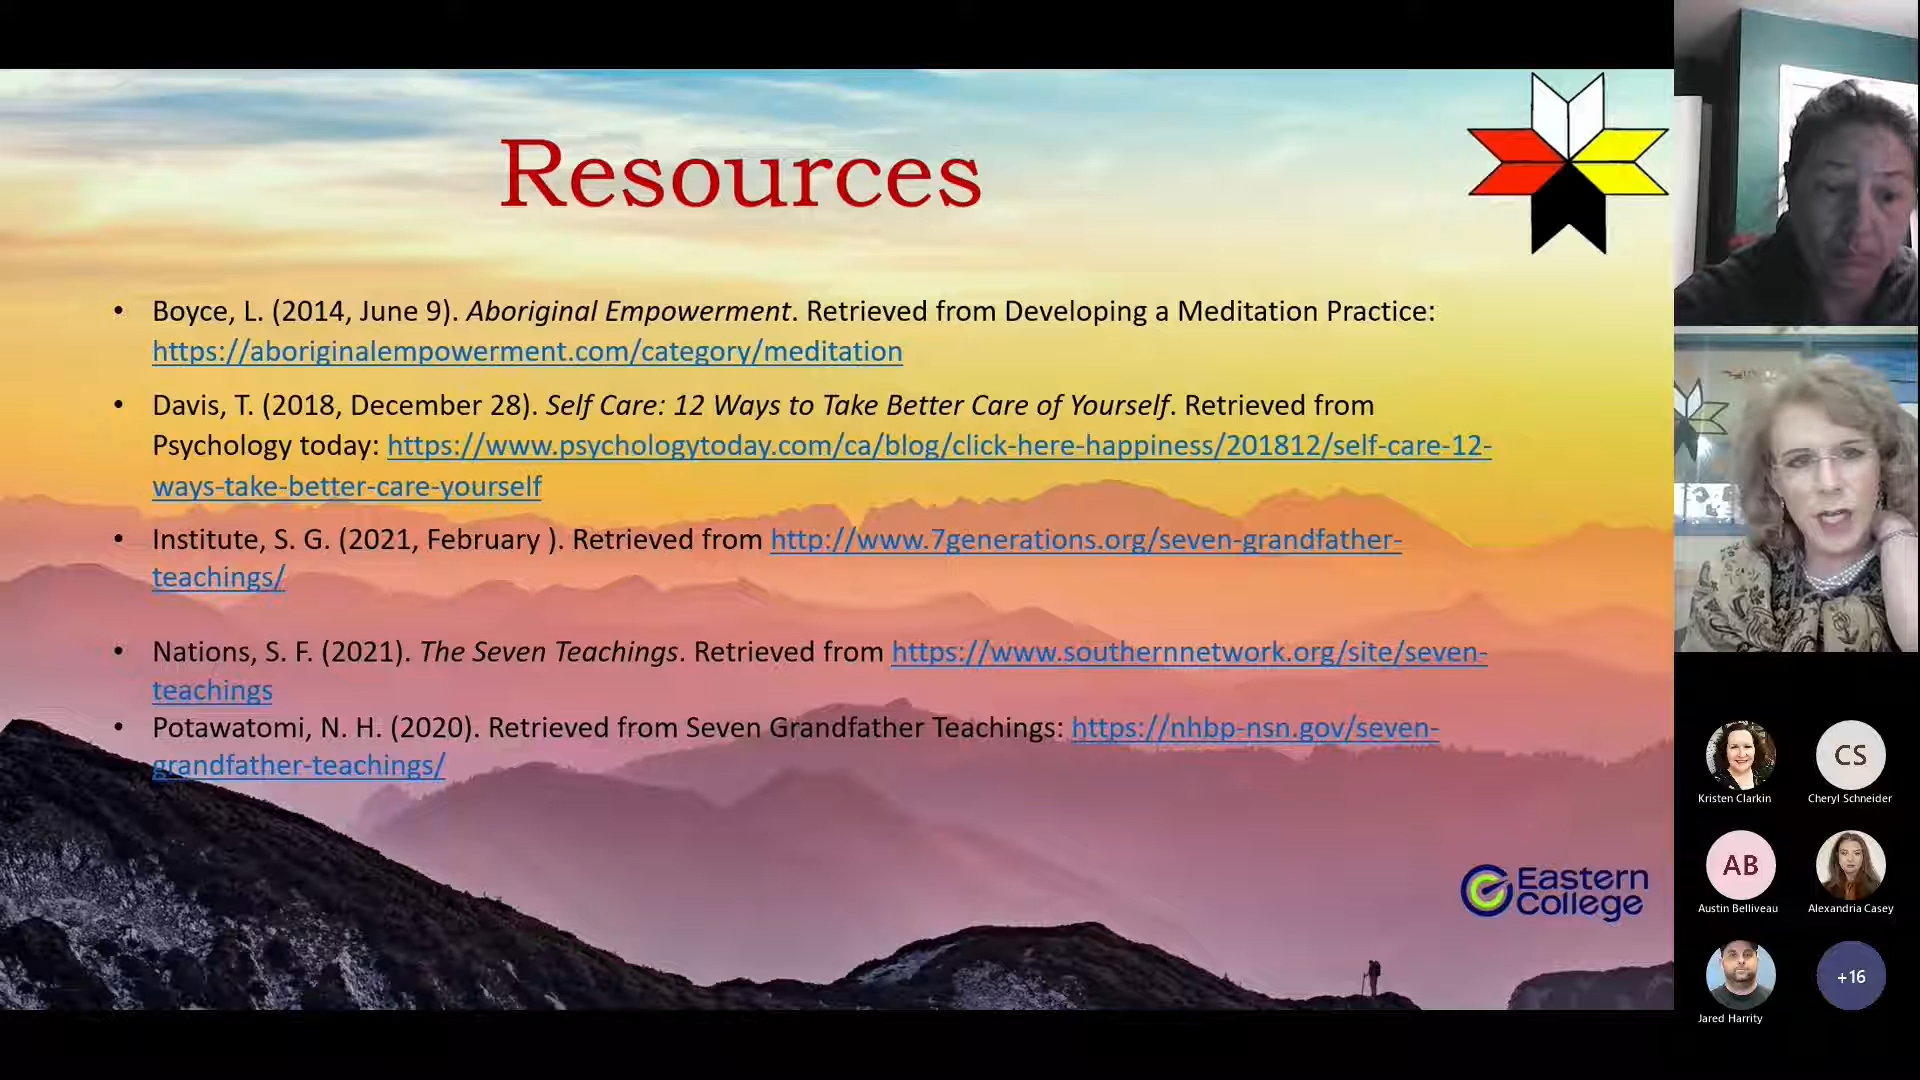 Resources
• Boyce, L. (2014, June 9). Aboriginal Empowerment. Retrieved from Developing a Meditation Practice:
https://aboriginalempowerment.com/category/meditation
• Davis, T. (2018, December 28). Self Care: 12 Ways to Take Better Care of Yourself. Retrieved from
Psychology today: https://www.psychologytoday.com/ca/blog/click-here-happiness/201812/self-care-12-
ways-take-better-care-yourself
• Institute, S. G. (2021, February ). Retrieved from http://www.7generations.org/seven-grandfather-
teachings/
• Nations, S. F. (2021). The Seven Teachings. Retrieved from https://www.southernnetwork.org/site/seven-
teachings
• Potawatomi, N. H. (2020). Retrieved from Seven Grandfather Teachings: https://nhbp-nsn.gov/seven-
grandfather-teachings/
Eastern
College
Kristen Clarkin
CS
Cheryl Schneider
AB
Austin Belliveau
Alexandria Casey
Jared Harrity
+16